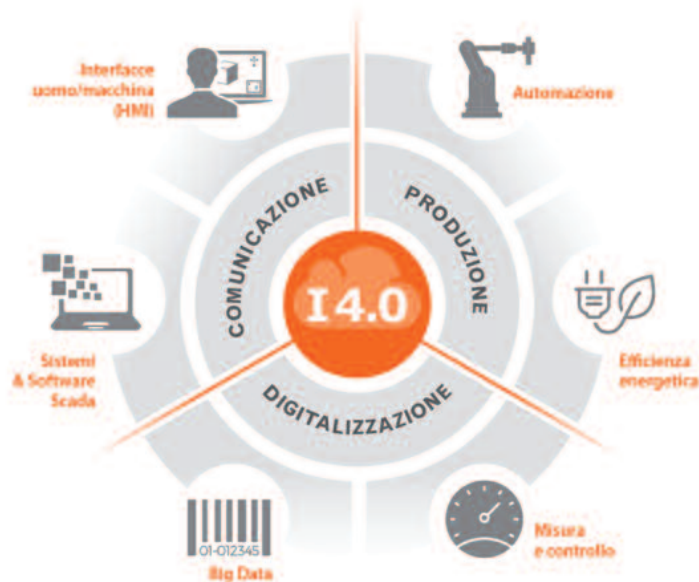 Interfacce
uomo/macchina
(HMI)
Automazione
COMUNICAZIONE
PRODUZIONE
I 4.0
Sistemi
& Software
Scada
Efficienza
energetica
DIGITALIZZAZIONE
01-012345
Big Data
Misura
e controllo